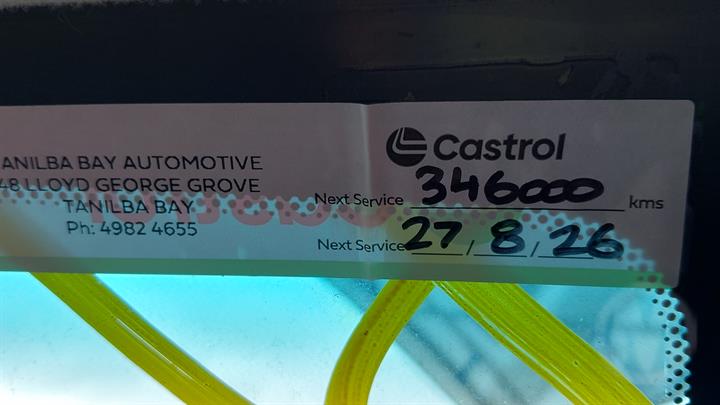 ANILBA BAY AUTOMOTIVE
48 LLOYD GEORGE GROVE
TANILBA BAY
Ph: 4982 4655
Castrol
Next Service 346000 kms
Next Service 27/8/26